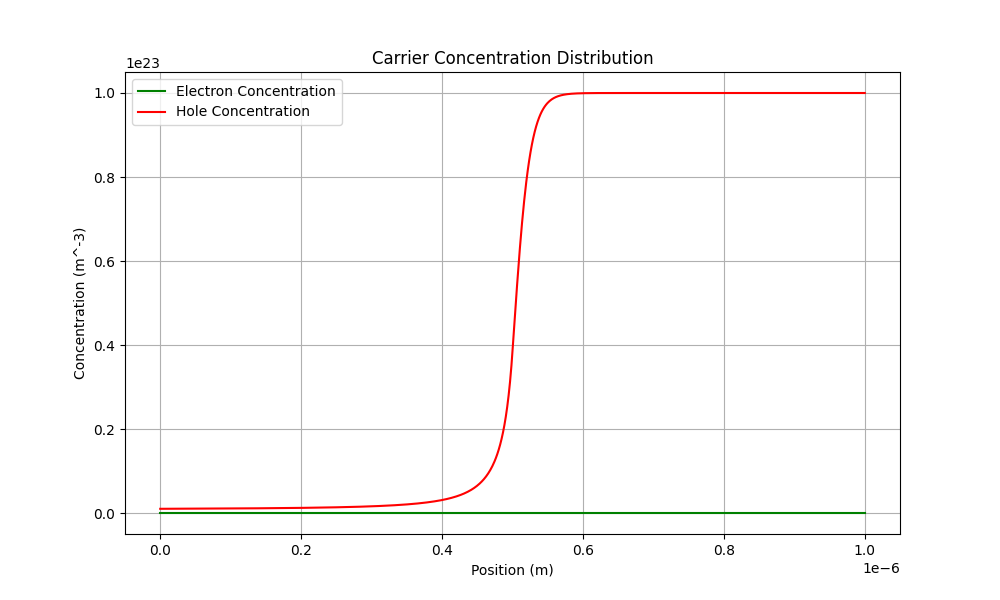 Carrier Concentration Distribution
1e23
Electron Concentration
Hole Concentration
1.0
0.8
0.6
0.4
0.2
0.0
Concentration (m^-3)
0.0 0.2 0.4 0.6 0.8 1.0
1e−6
Position (m)